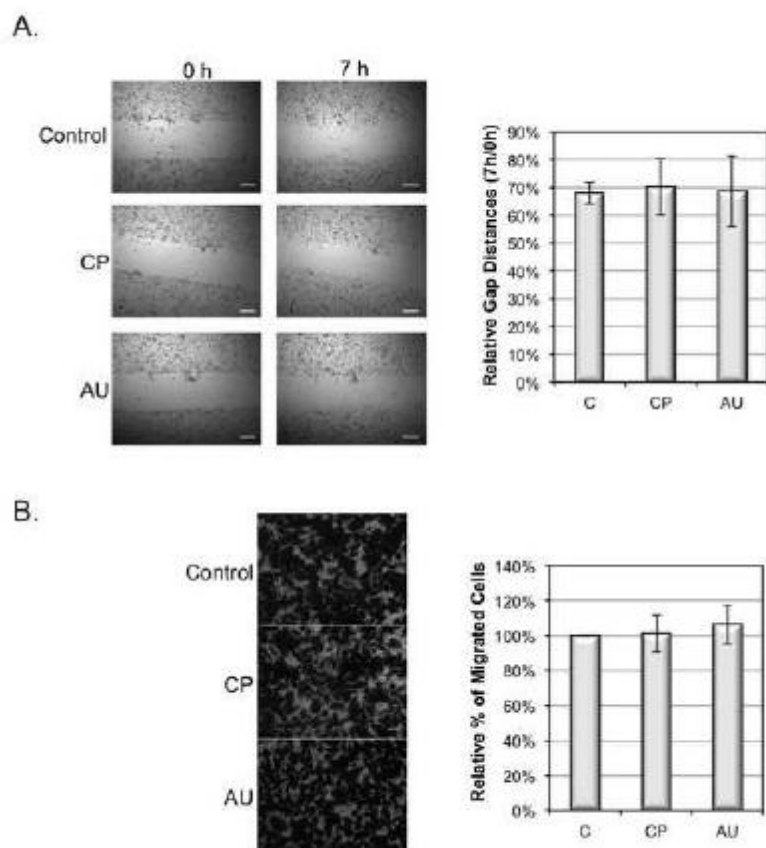 A.
0 h
7 h
Control
CP
AU
Relative Gap Distances (7h/0h)
90%
80%
70%
60%
50%
40%
30%
20%
10%
0%
C
CP
AU
B.
Control
CP
AU
Relative % of Migrated Cells
140%
120%
100%
80%
60%
40%
20%
0%
C
CP
AU